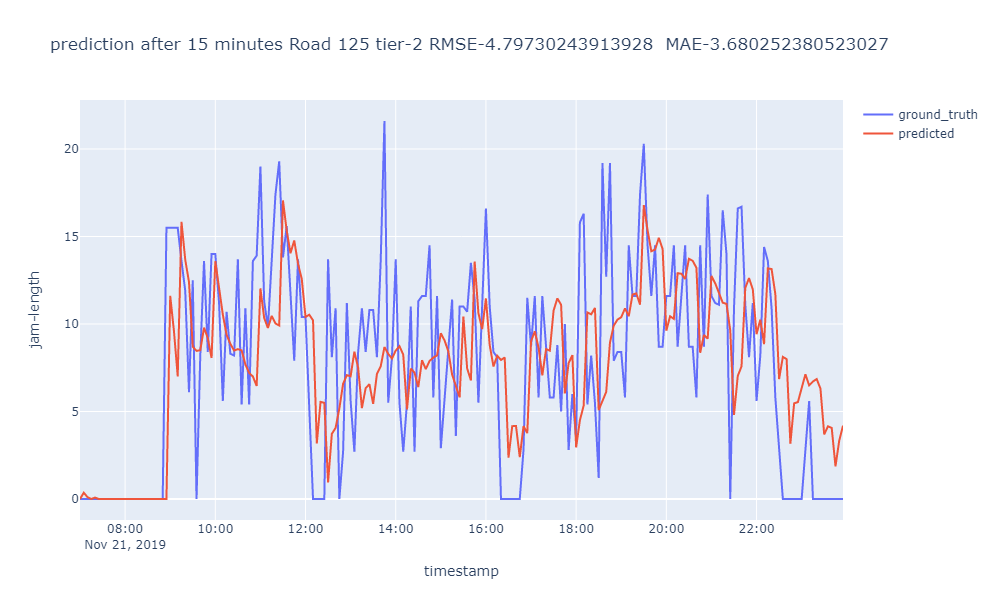 prediction after 15 minutes Road 125 tier-2 RMSE-4.79730243913928 MAE-3.680252380523027
ground_truth
predicted
20
15
10
5
0
jam-length
08:00 10:00 12:00 14:00 16:00 18:00 20:00 22:00
Nov 21, 2019
timestamp